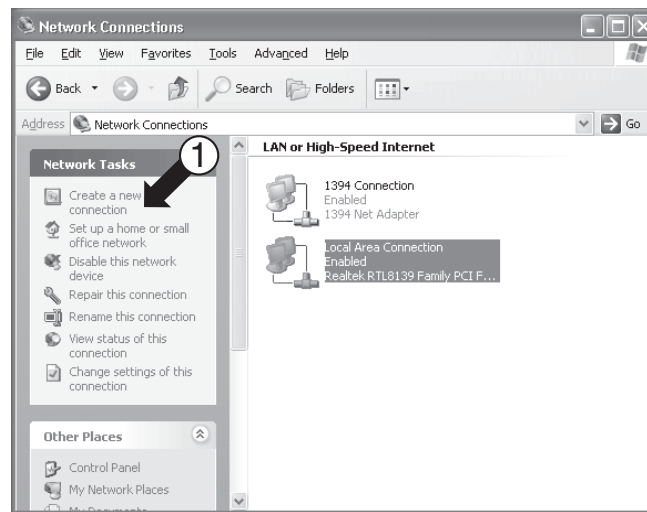 Network Connections
File Edit View Favorites Tools Advanced Help
Back Search Folders
Address Network Connections Go
Network Tasks
1
Create a new
connection
Set up a home or small
office network
Disable this network
device
Repair this connection
Rename this connection
View status of this
connection
Change settings of this
connection
Other Places
Control Panel
My Network Places
My Documents
LAN or High-Speed Internet
1394 Connection
Enabled
1394 Net Adapter
Local Area Connection
Enabled
Realtek RTL8139 Family PCI F...